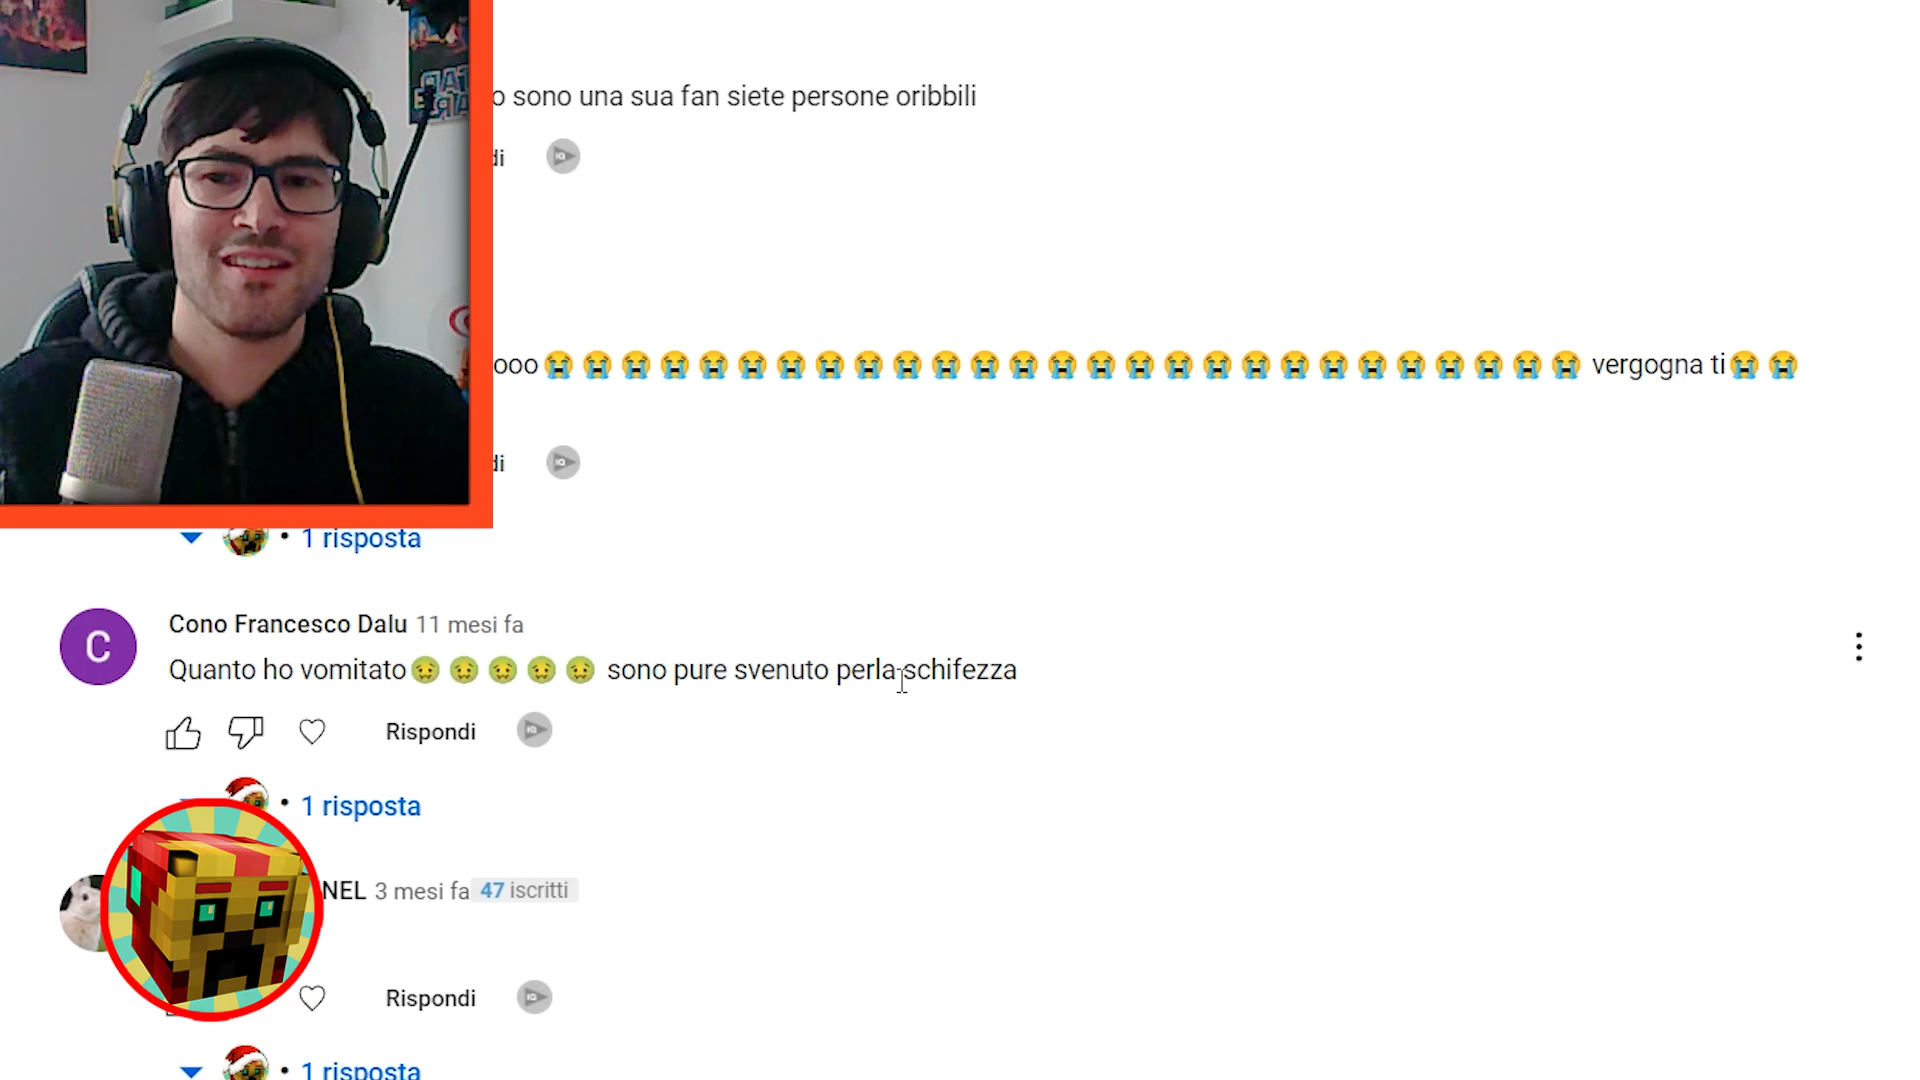 o sono una sua fan siete persone oribbili
di
ooo😭😭😭😭😭😭😭😭😭😭😭😭😭😭😭😭😭😭😭😭😭😭😭😭😭😭😭 vergogna ti😭😭
di
1 risposta
Cono Francesco Dalu 11 mesi fa
Quanto ho vomitato🤢🤢🤢🤢🤢 sono pure svenuto perla schifezza
Rispondi
1 risposta
NEL 3 mesi fa 47 iscritti
Rispondi
1 risposta
C